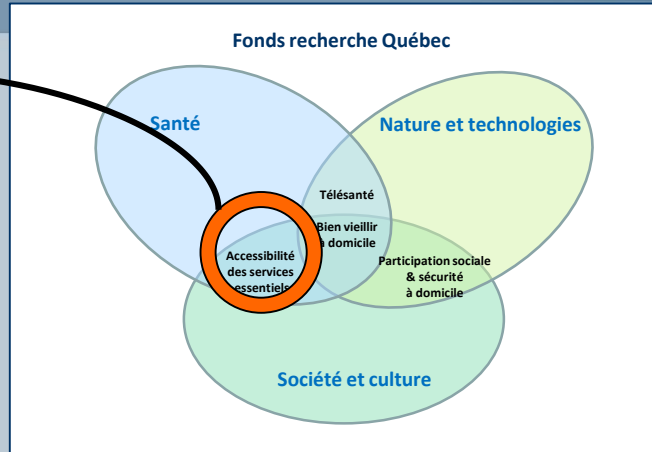 Fonds recherche Québec
Santé
Nature et technologies
Télésanté
Bien vieillir
à domicile
Accessibilité
des services
essentiels
Participation sociale
& sécurité
à domicile
Société et culture